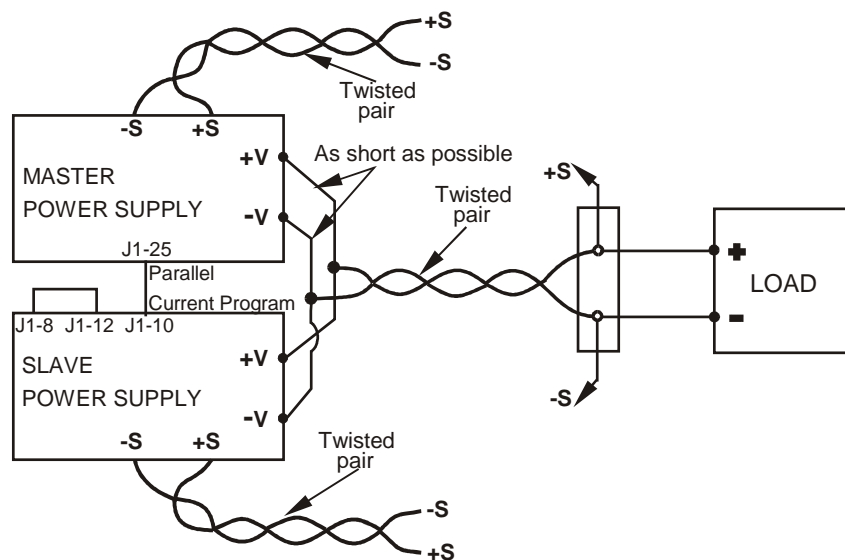 +S
-S
Twisted
pair
-S +S
MASTER
POWER SUPPLY
+V
-V
As short as possible
J1-25
Parallel
Current Program
J1-8 J1-12 J1-10
SLAVE
POWER SUPPLY
+V
-V
-S +S
Twisted
pair
+S
-S
+
-
LOAD
Twisted
pair
-S
+S